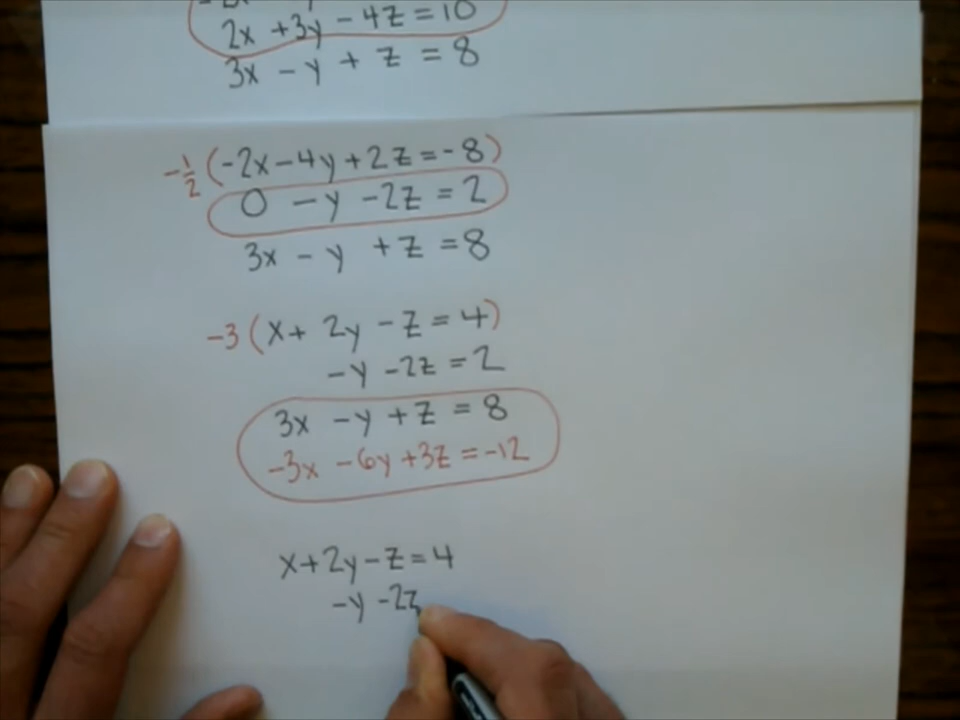 2x + 3y - 4z = 10
3x - y + z = 8
-1/2 (-2x - 4y + 2z = -8)
0 - y - 2z = 2
3x - y + z = 8
-3 (x + 2y - z = 4)
-y - 2z = 2
3x - y + z = 8
-3x - 6y + 3z = -12
x + 2y - z = 4
-y - 2z